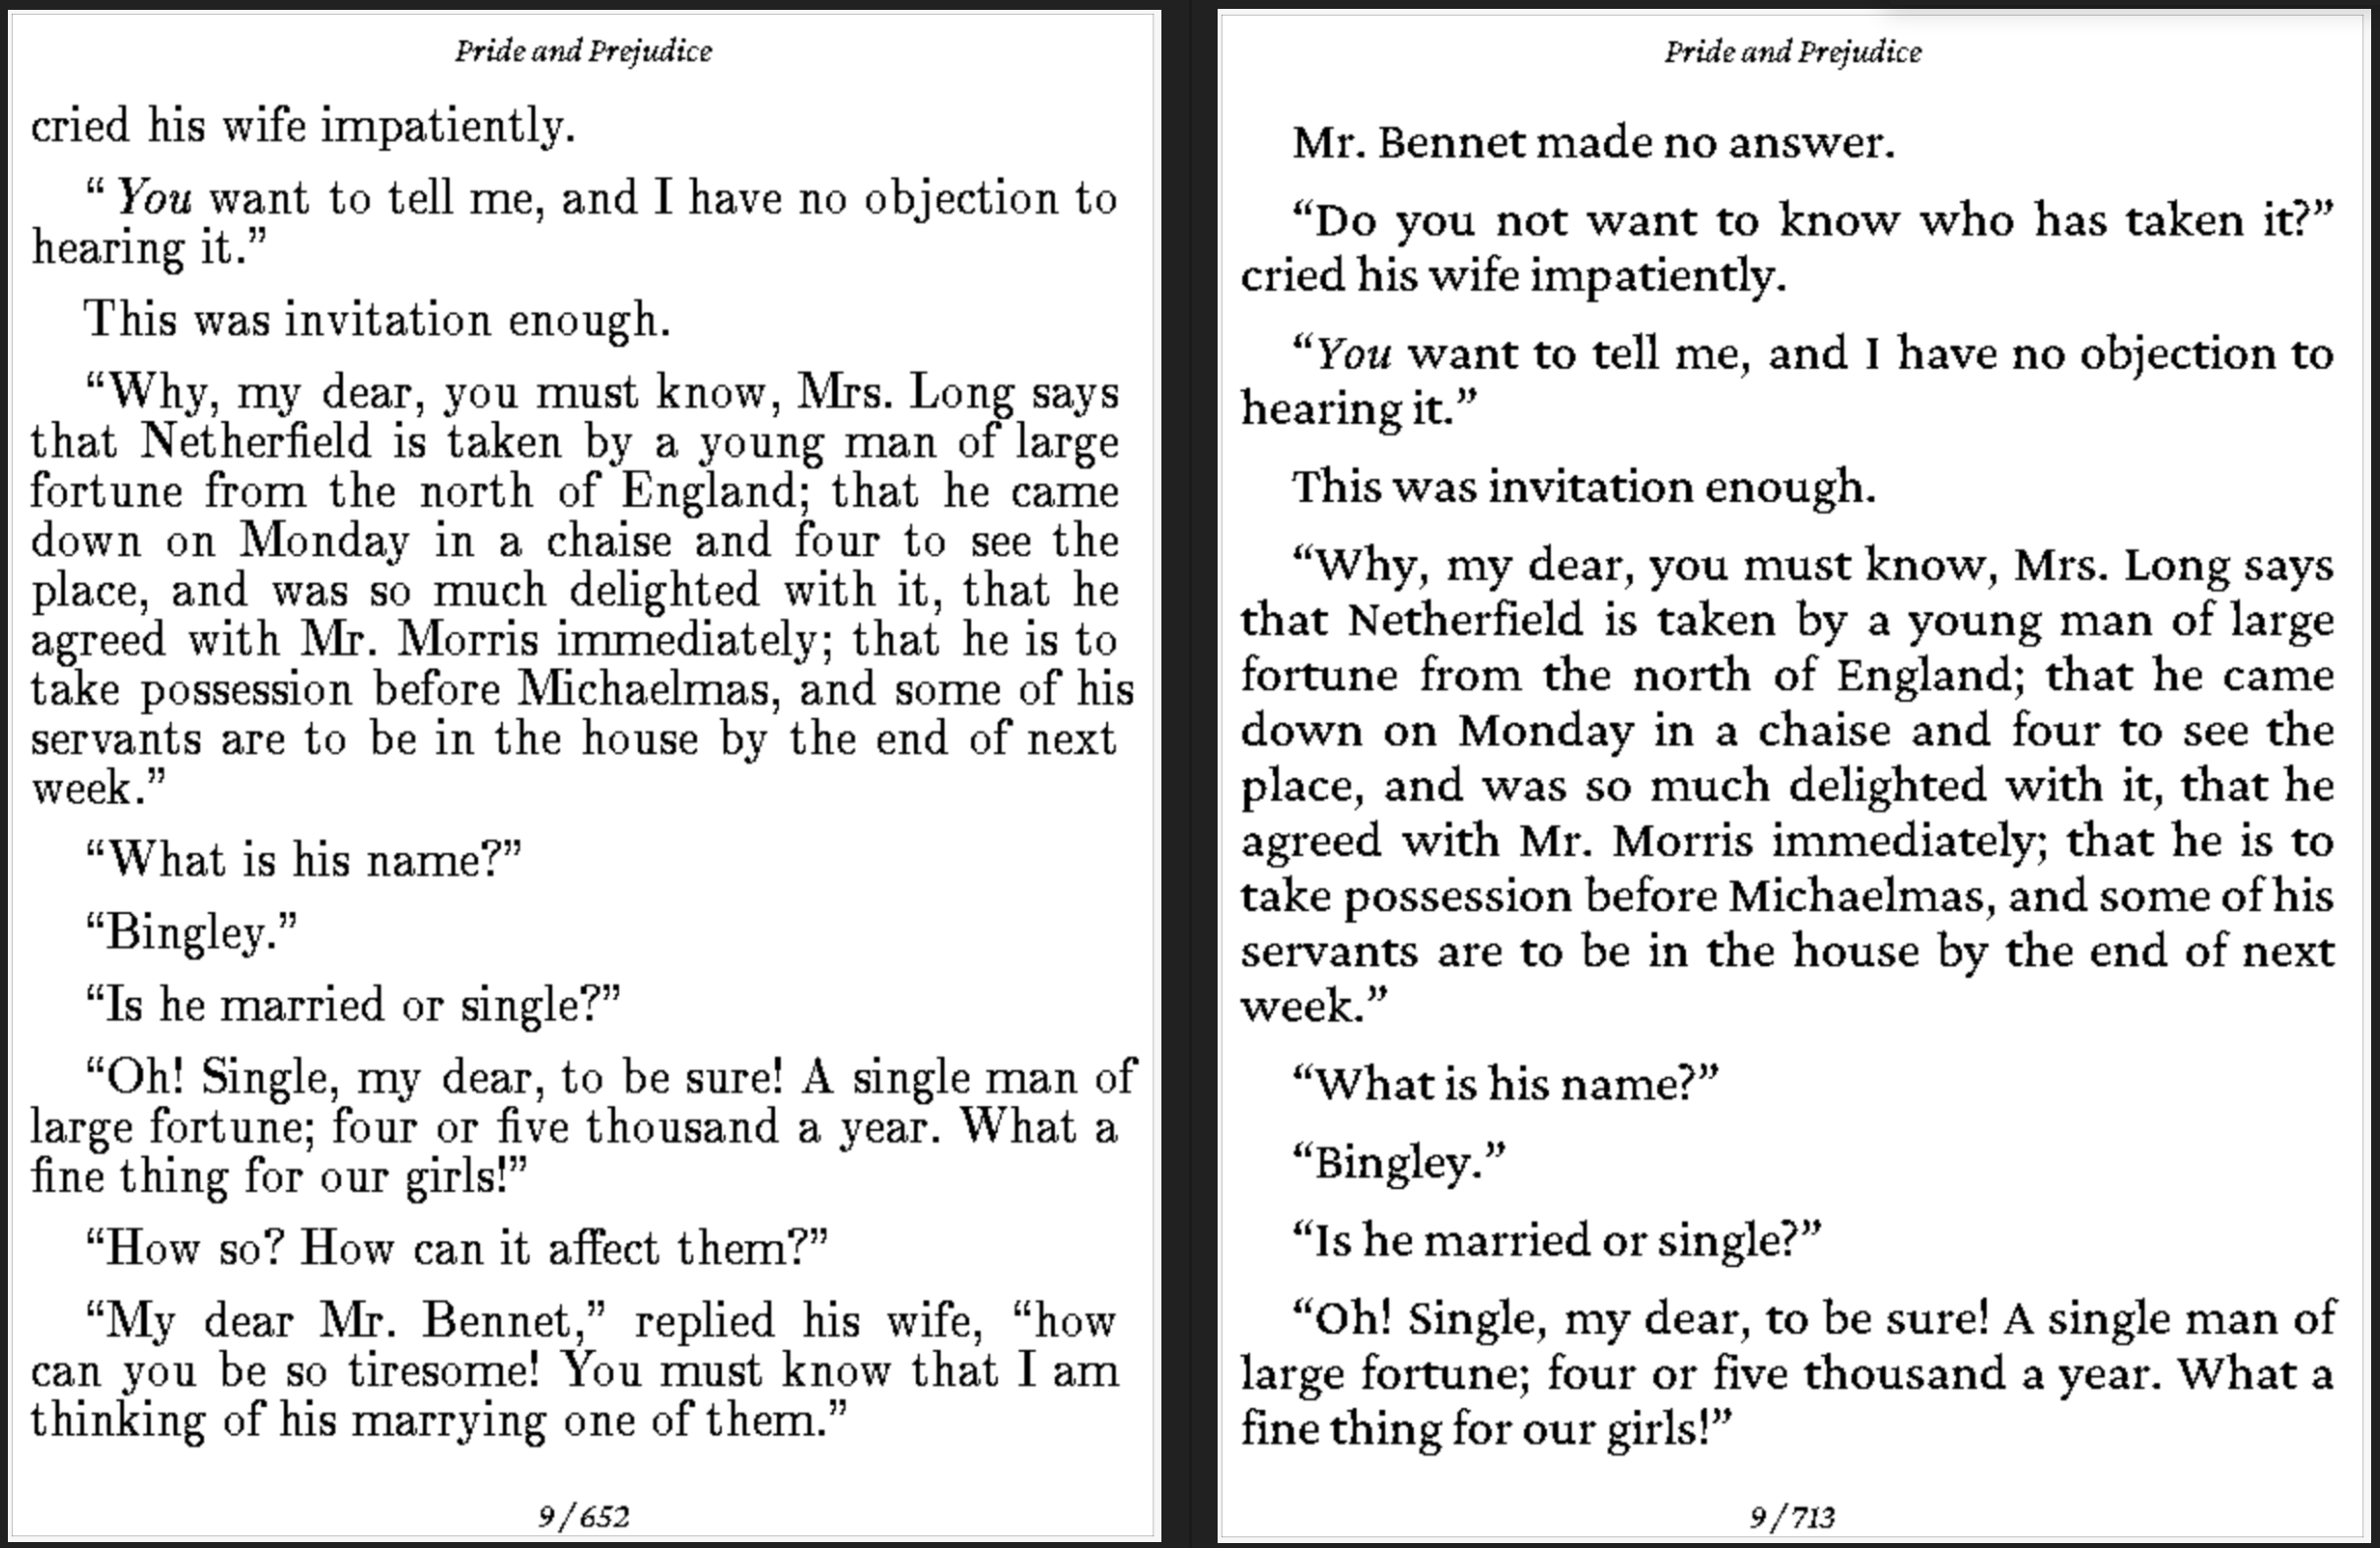 Pride and Prejudice
cried his wife impatiently.
“You want to tell me, and I have no objection to
hearing it.”
This was invitation enough.
“Why, my dear, you must know, Mrs. Long says
that Netherfield is taken by a young man of large
fortune from the north of England; that he came
down on Monday in a chaise and four to see the
place, and was so much delighted with it, that he
agreed with Mr. Morris immediately; that he is to
take possession before Michaelmas, and some of his
servants are to be in the house by the end of next
week.”
“What is his name?”
“Bingley.”
“Is he married or single?”
“Oh! Single, my dear, to be sure! A single man of
large fortune; four or five thousand a year. What a
fine thing for our girls!”
“How so? How can it affect them?”
“My dear Mr. Bennet,” replied his wife, “how
can you be so tiresome! You must know that I am
thinking of his marrying one of them.”
9 / 652
Pride and Prejudice
Mr. Bennet made no answer.
“Do you not want to know who has taken it?”
cried his wife impatiently.
“You want to tell me, and I have no objection to
hearing it.”
This was invitation enough.
“Why, my dear, you must know, Mrs. Long says
that Netherfield is taken by a young man of large
fortune from the north of England; that he came
down on Monday in a chaise and four to see the
place, and was so much delighted with it, that he
agreed with Mr. Morris immediately; that he is to
take possession before Michaelmas, and some of his
servants are to be in the house by the end of next
week.”
“What is his name?”
“Bingley.”
“Is he married or single?”
“Oh! Single, my dear, to be sure! A single man of
large fortune; four or five thousand a year. What a
fine thing for our girls!”
9 / 713